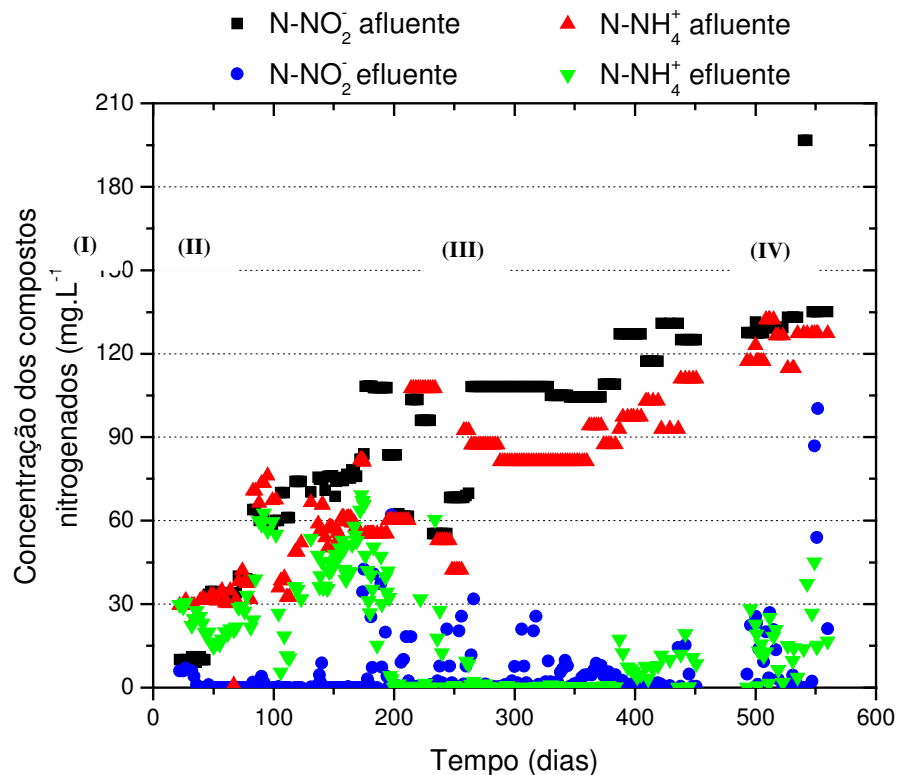 N-NO₂⁻ afluente
N-NH₄⁺ afluente
N-NO₂⁻ efluente
N-NH₄⁺ efluente
210
180
150
120
90
60
30
0
(I)
(II)
(III)
(IV)
Concentração dos compostos
nitrogenados (mg.L⁻¹)
0 100 200 300 400 500 600
Tempo (dias)